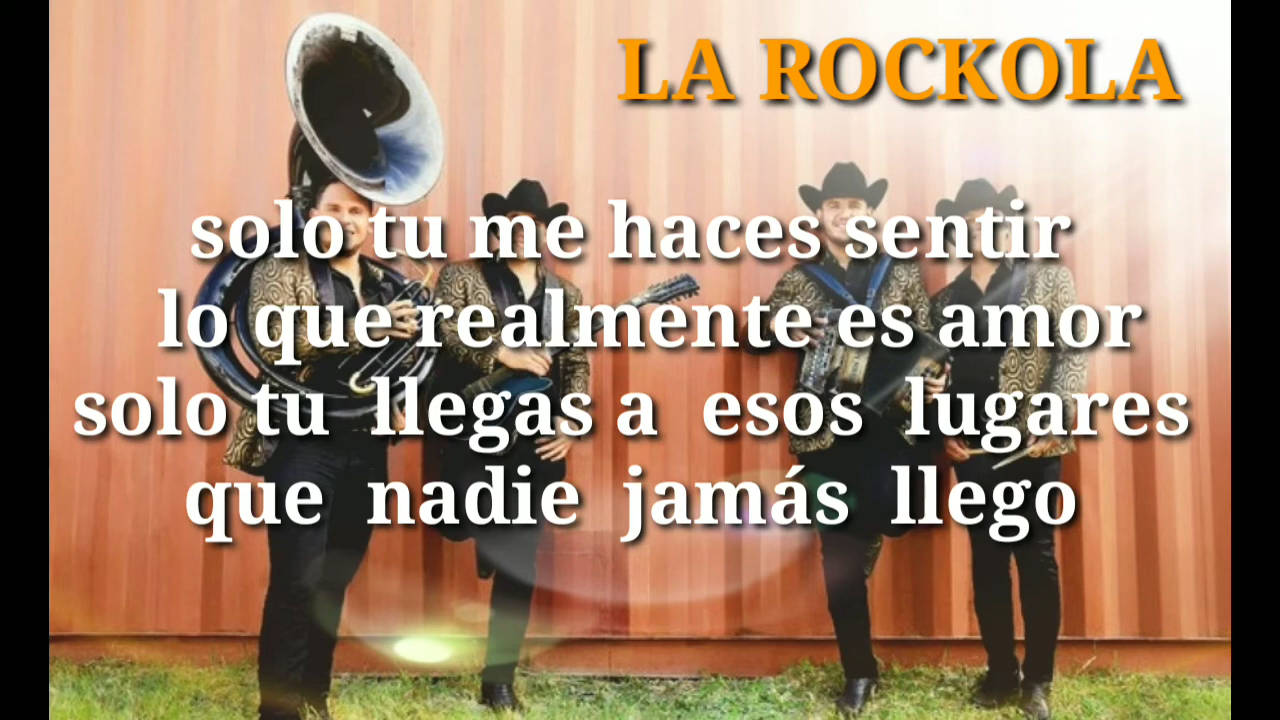 LA ROCKOLA
solo tu me haces sentir
lo que realmente es amor
solo tu llegas a esos lugares
que nadie jamás llego